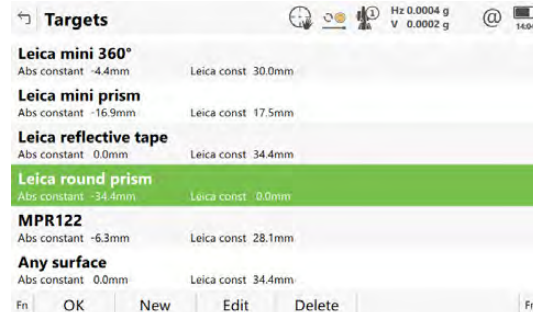 Targets
1
Hz 0.0004 g
V 0.0002 g
@
14:04
Leica mini 360°
Abs constant -4.4mm Leica const 30.0mm
Leica mini prism
Abs constant -16.9mm Leica const 17.5mm
Leica reflective tape
Abs constant 0.0mm Leica const 34.4mm
Leica round prism
Abs constant -34.4mm Leica const 0.0mm
MPR122
Abs constant -6.3mm Leica const 28.1mm
Any surface
Abs constant 0.0mm Leica const 34.4mm
Fn OK New Edit Delete